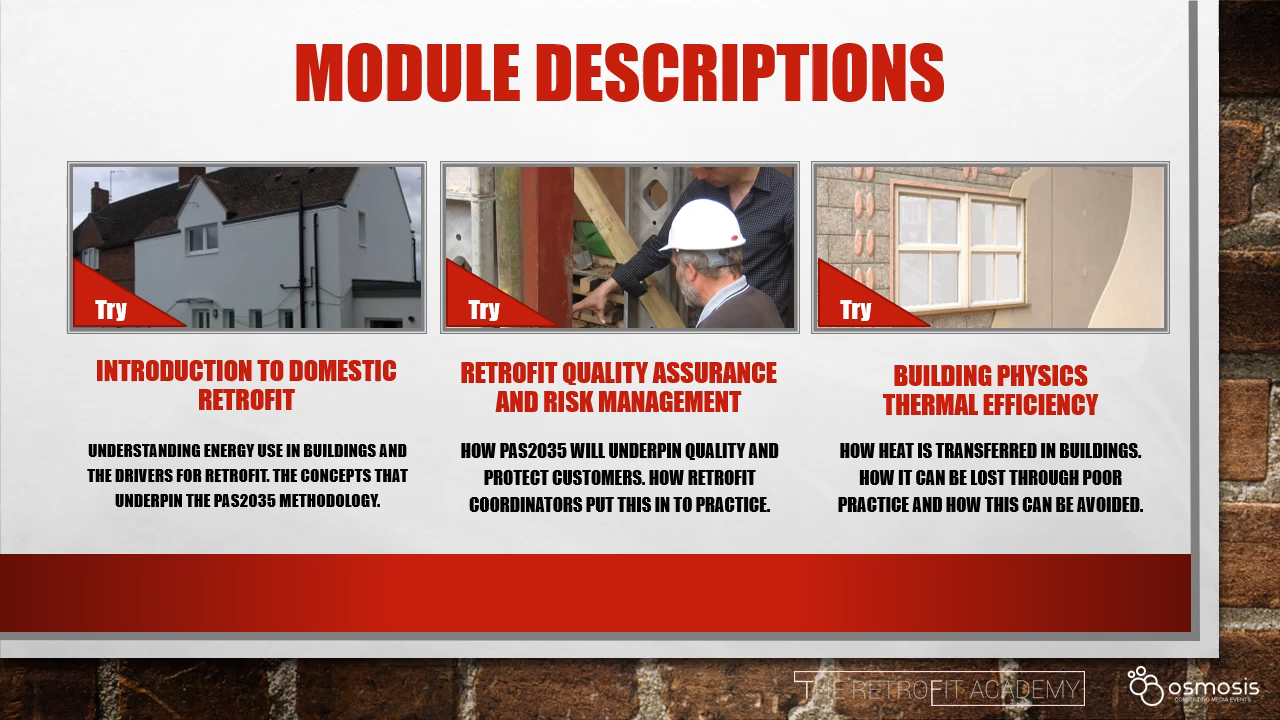 MODULE DESCRIPTIONS
Try
Try
Try
INTRODUCTION TO DOMESTIC
RETROFIT
UNDERSTANDING ENERGY USE IN BUILDINGS AND
THE DRIVERS FOR RETROFIT. THE CONCEPTS THAT
UNDERPIN THE PAS2035 METHODOLOGY.
RETROFIT QUALITY ASSURANCE
AND RISK MANAGEMENT
HOW PAS2035 WILL UNDERPIN QUALITY AND
PROTECT CUSTOMERS. HOW RETROFIT
COORDINATORS PUT THIS IN TO PRACTICE.
BUILDING PHYSICS
THERMAL EFFICIENCY
HOW HEAT IS TRANSFERRED IN BUILDINGS.
HOW IT CAN BE LOST THROUGH POOR
PRACTICE AND HOW THIS CAN BE AVOIDED.
THE RETROFIT ACADEMY
osmosis
CONSULTING MEDIA EVENTS